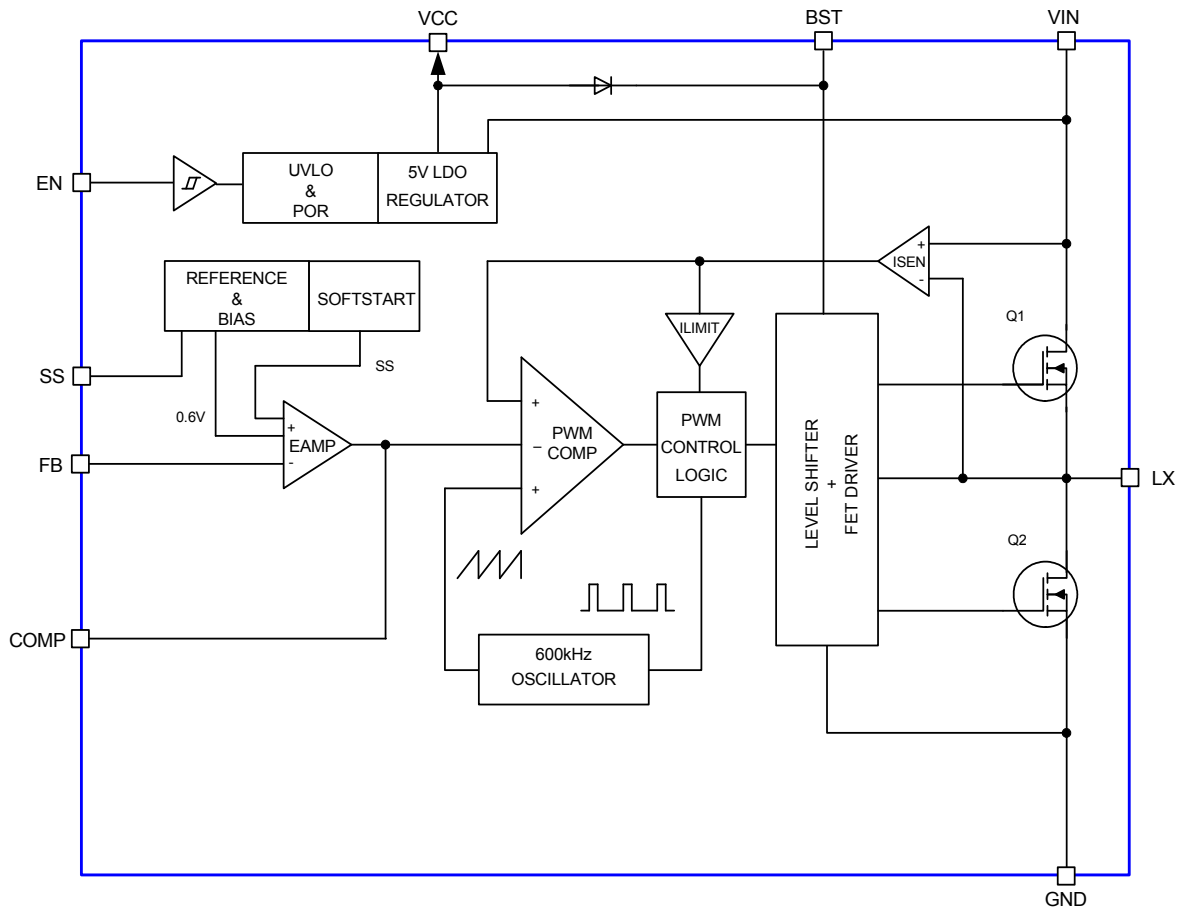 VCC
BST
VIN
EN
UVLO
&
POR
5V LDO
REGULATOR
REFERENCE
&
BIAS
SOFTSTART
+
ISEN
-
ILIMIT
Q1
SS
SS
0.6V
+
EAMP
-
FB
+
– PWM
COMP
+
PWM
CONTROL
LOGIC
LEVEL SHIFTER
+
FET DRIVER
LX
Q2
COMP
600kHz
OSCILLATOR
GND